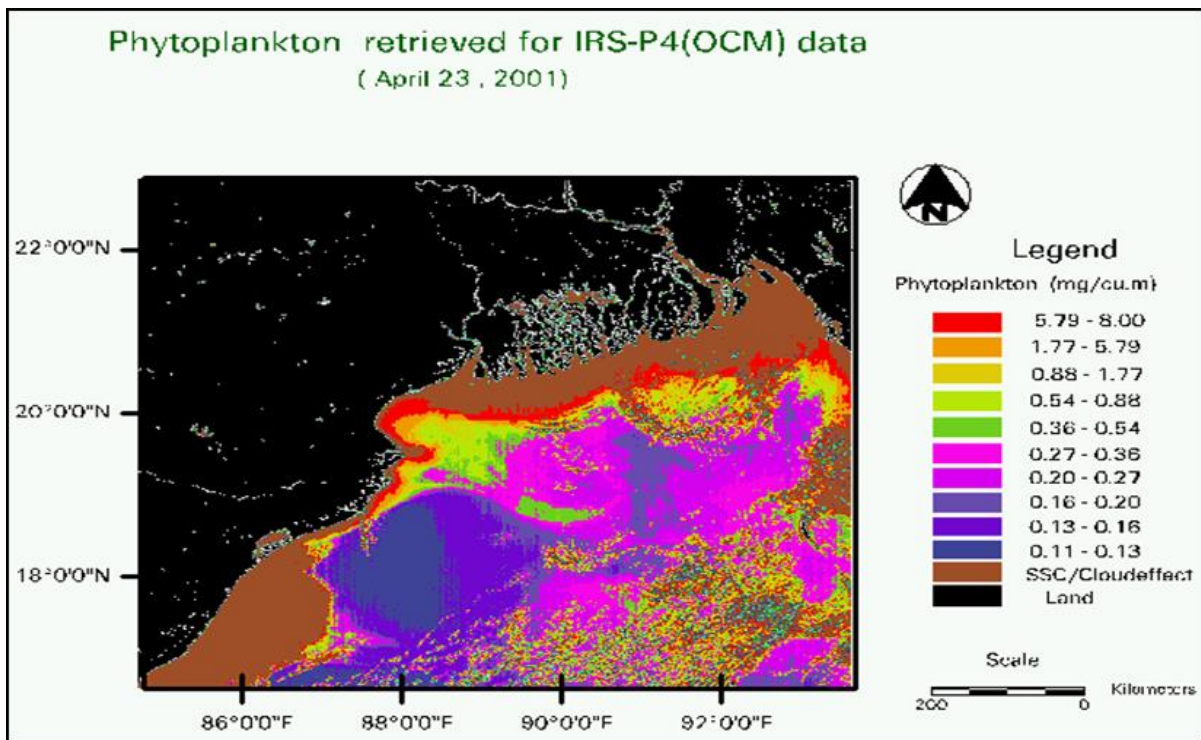 Phytoplankton retrieved for IRS-P4(OCM) data
( April 23 , 2001)
N
22°0'0"N
20°0'0"N
18°0'0"N
86°0'0"F
88°0'0"F
90°0'0"F
92°0'0"F
Legend
Phytoplankton (mg/cu.m)
5.79 - 8.00
1.77 - 5.79
0.88 - 1.77
0.54 - 0.88
0.36 - 0.54
0.27 - 0.36
0.20 - 0.27
0.16 - 0.20
0.13 - 0.16
0.11 - 0.13
SSC/Cloudeffect
Land
Scale
200 0 Kilometers